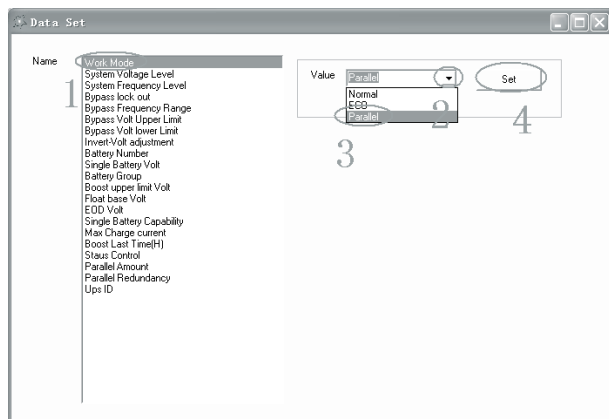 Data Set
Name
Work Mode
System Voltage Level
System Frequency Level
Bypass lock out
Bypass Frequency Range
Bypass Volt Upper Limit
Bypass Volt lower Limit
Invert-Volt adjustment
Battery Number
Single Battery Volt
Battery Group
Boost upper limit Volt
Float base Volt
EOD Volt
Single Battery Capability
Max Charge current
Boost Last Time(H)
Staus Control
Parallel Amount
Parallel Redundancy
Ups ID
1
Value
Parallel
Set
Normal
ECO
Parallel
2
4
3